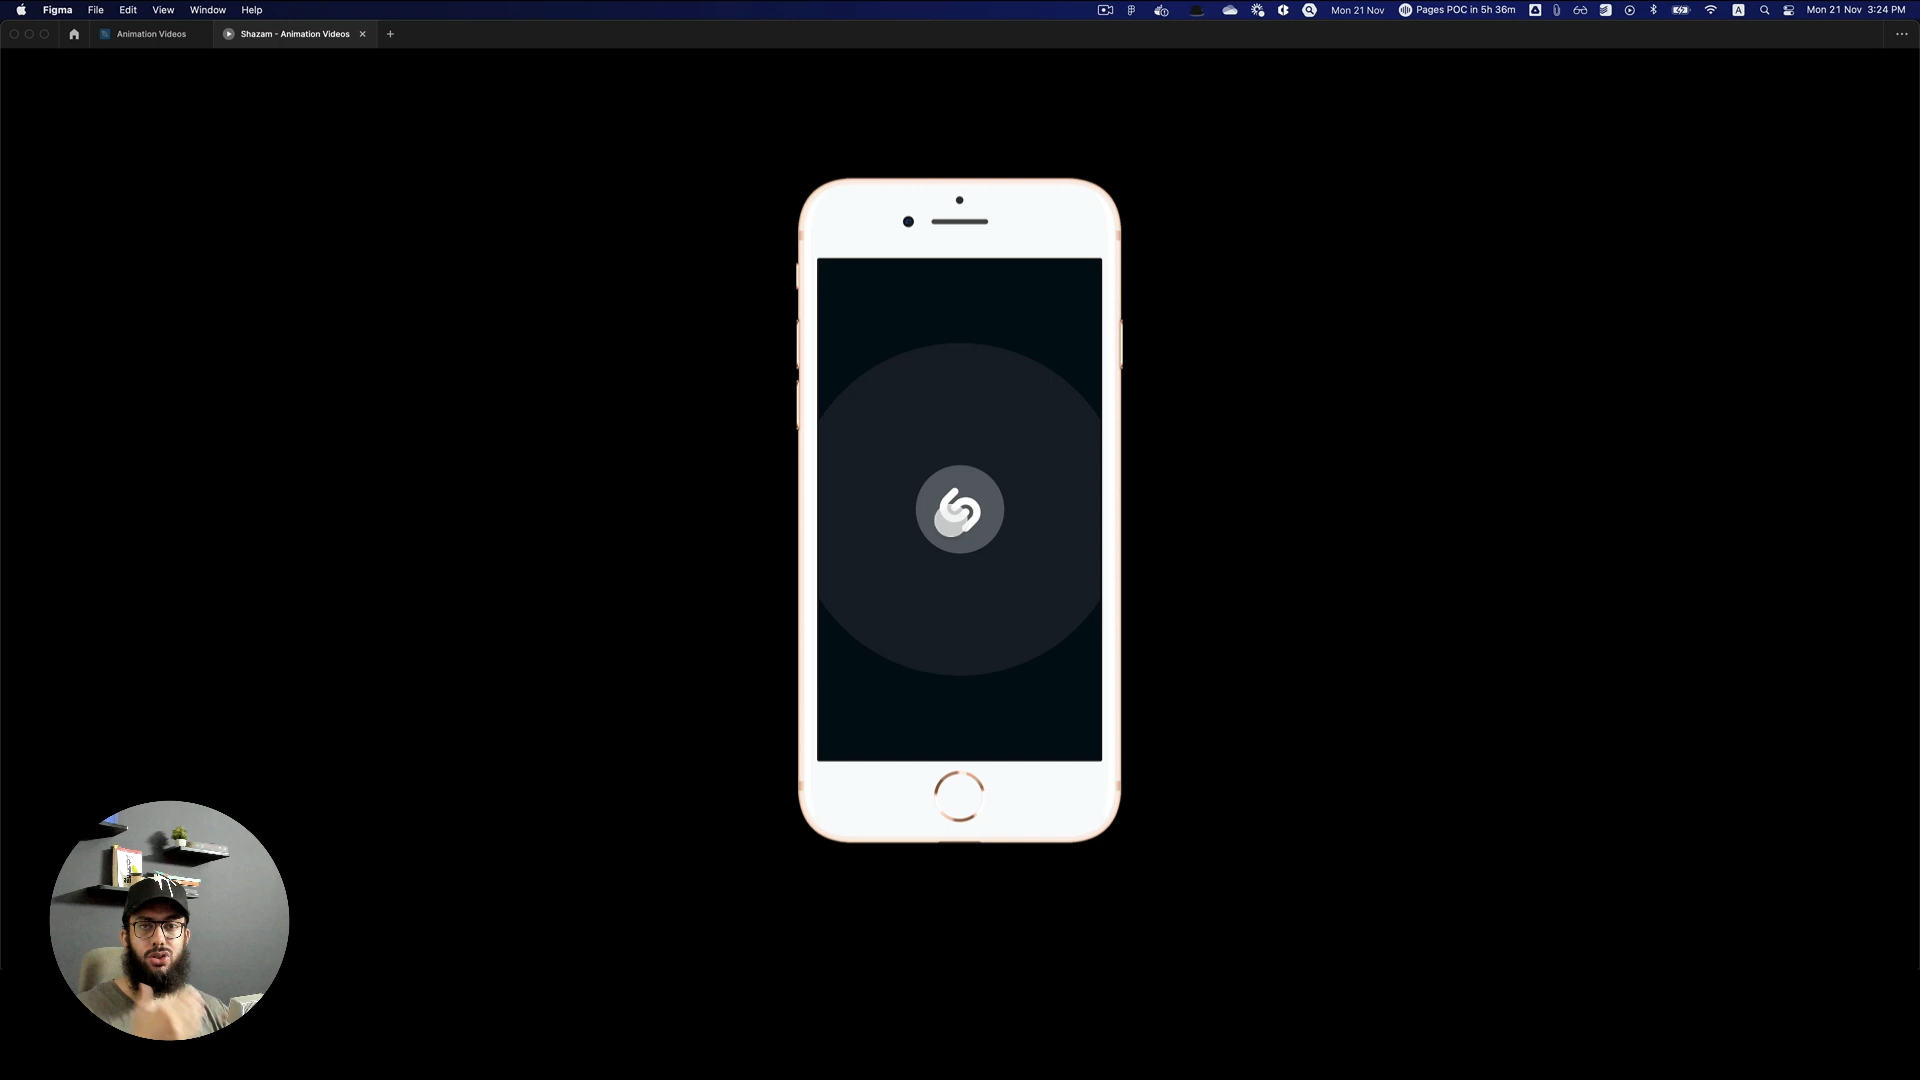 Figma File Edit View Window Help Mon 21 Nov Pages POC in 5h 36m Mon 21 Nov 3:24 PM
Animation Videos Shazam - Animation Videos